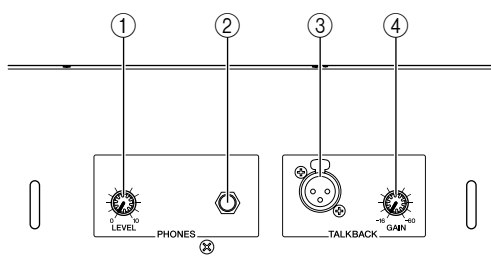 ① ② ③ ④
0 10 -16 -60
LEVEL GAIN
PHONES TALKBACK